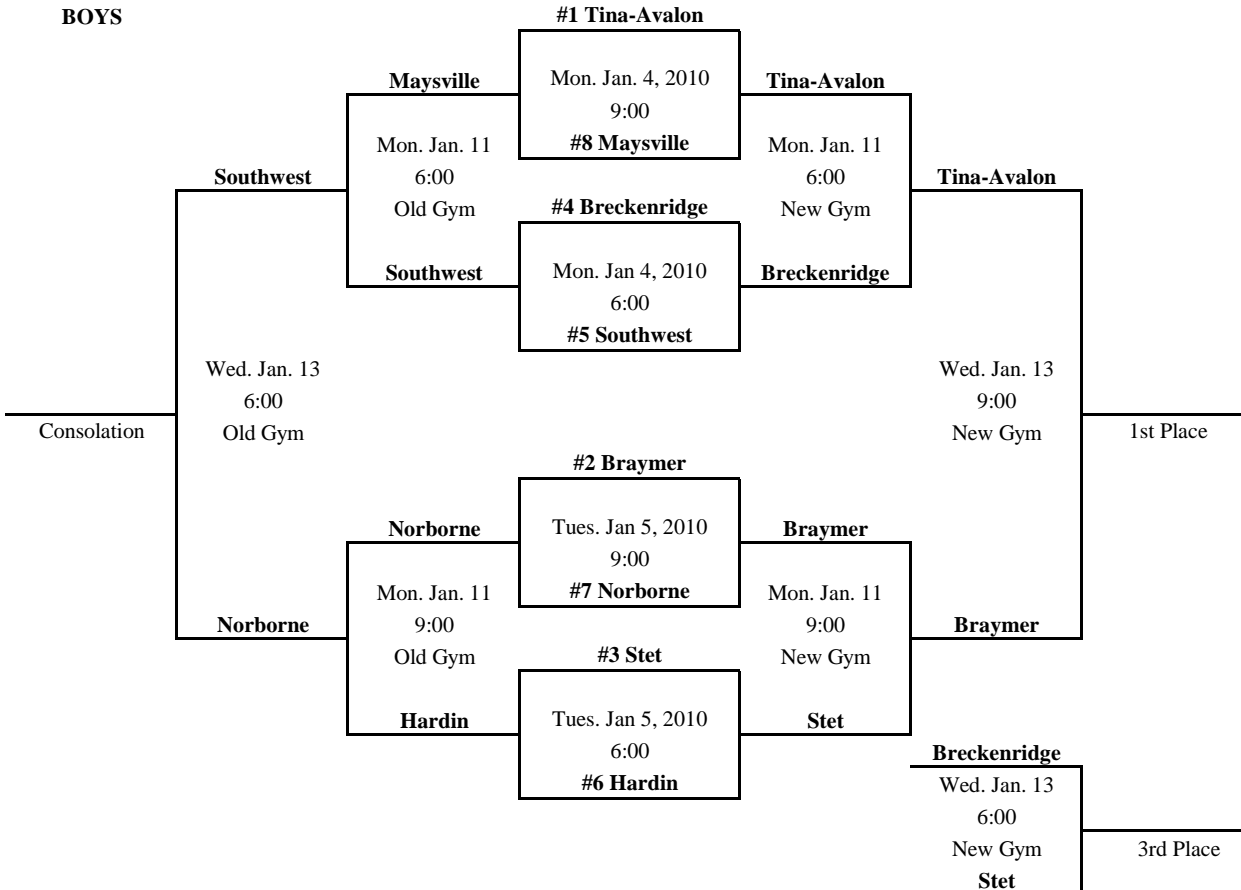 BOYS
#1 Tina-Avalon
Maysville
Mon. Jan. 4, 2010
Tina-Avalon
9:00
#8 Maysville
Mon. Jan. 11
6:00
Old Gym
Mon. Jan. 11
6:00
New Gym
Southwest
Tina-Avalon
#4 Breckenridge
Southwest
Mon. Jan 4, 2010
Breckenridge
6:00
#5 Southwest
Wed. Jan. 13
6:00
Old Gym
Wed. Jan. 13
9:00
New Gym
Consolation
1st Place
#2 Braymer
Norborne
Tues. Jan 5, 2010
Braymer
9:00
#7 Norborne
Mon. Jan. 11
9:00
Old Gym
Mon. Jan. 11
9:00
New Gym
Norborne
Braymer
#3 Stet
Hardin
Tues. Jan 5, 2010
Stet
6:00
#6 Hardin
Breckenridge
Wed. Jan. 13
6:00
New Gym
3rd Place
Stet